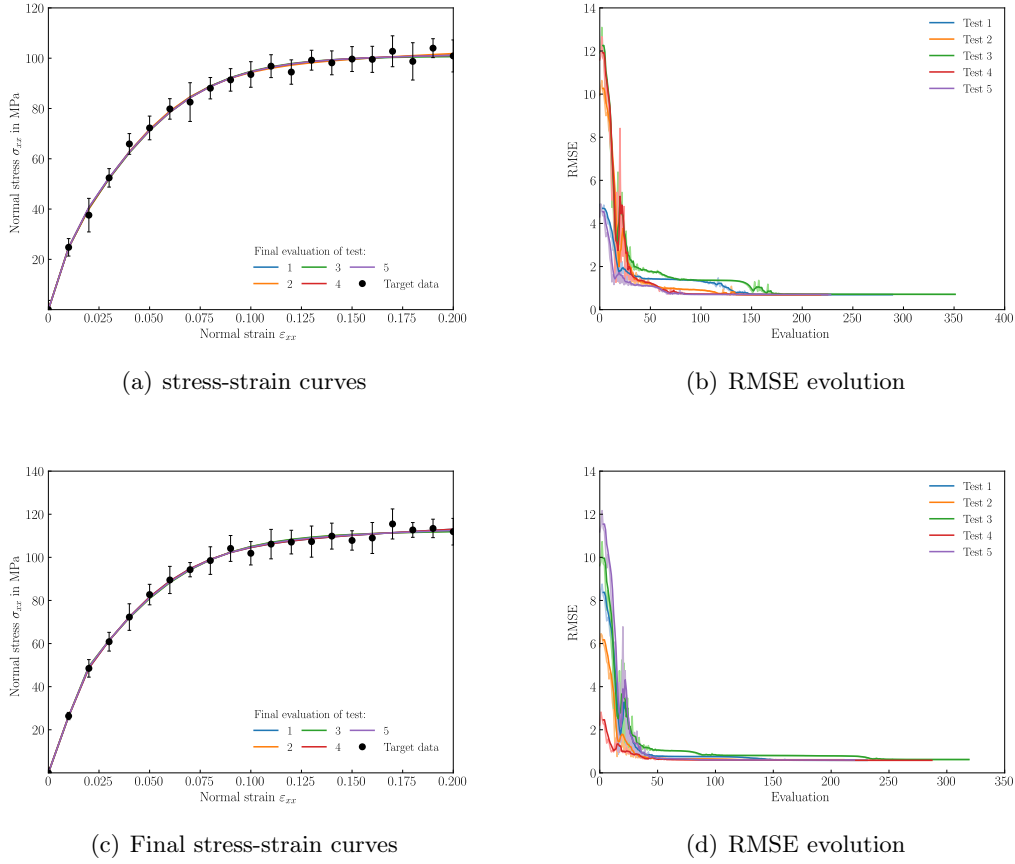 120
100
80
60
40
20
0
0.025
0.050
0.075
0.100
0.125
0.150
0.175
0.200
Normal stress σxx in MPa
Normal strain εxx
Final evaluation of test:
1 3 5
2 4 Target data
(a) stress-strain curves
14
12
10
8
6
4
2
0
0
50
100
150
200
250
300
350
400
RMSE
Evaluation
Test 1
Test 2
Test 3
Test 4
Test 5
(b) RMSE evolution
140
120
100
80
60
40
20
0
0.025
0.050
0.075
0.100
0.125
0.150
0.175
0.200
Normal stress σxx in MPa
Normal strain εxx
Final evaluation of test:
1 3 5
2 4 Target data
(c) Final stress-strain curves
14
12
10
8
6
4
2
0
0
50
100
150
200
250
300
350
RMSE
Evaluation
Test 1
Test 2
Test 3
Test 4
Test 5
(d) RMSE evolution